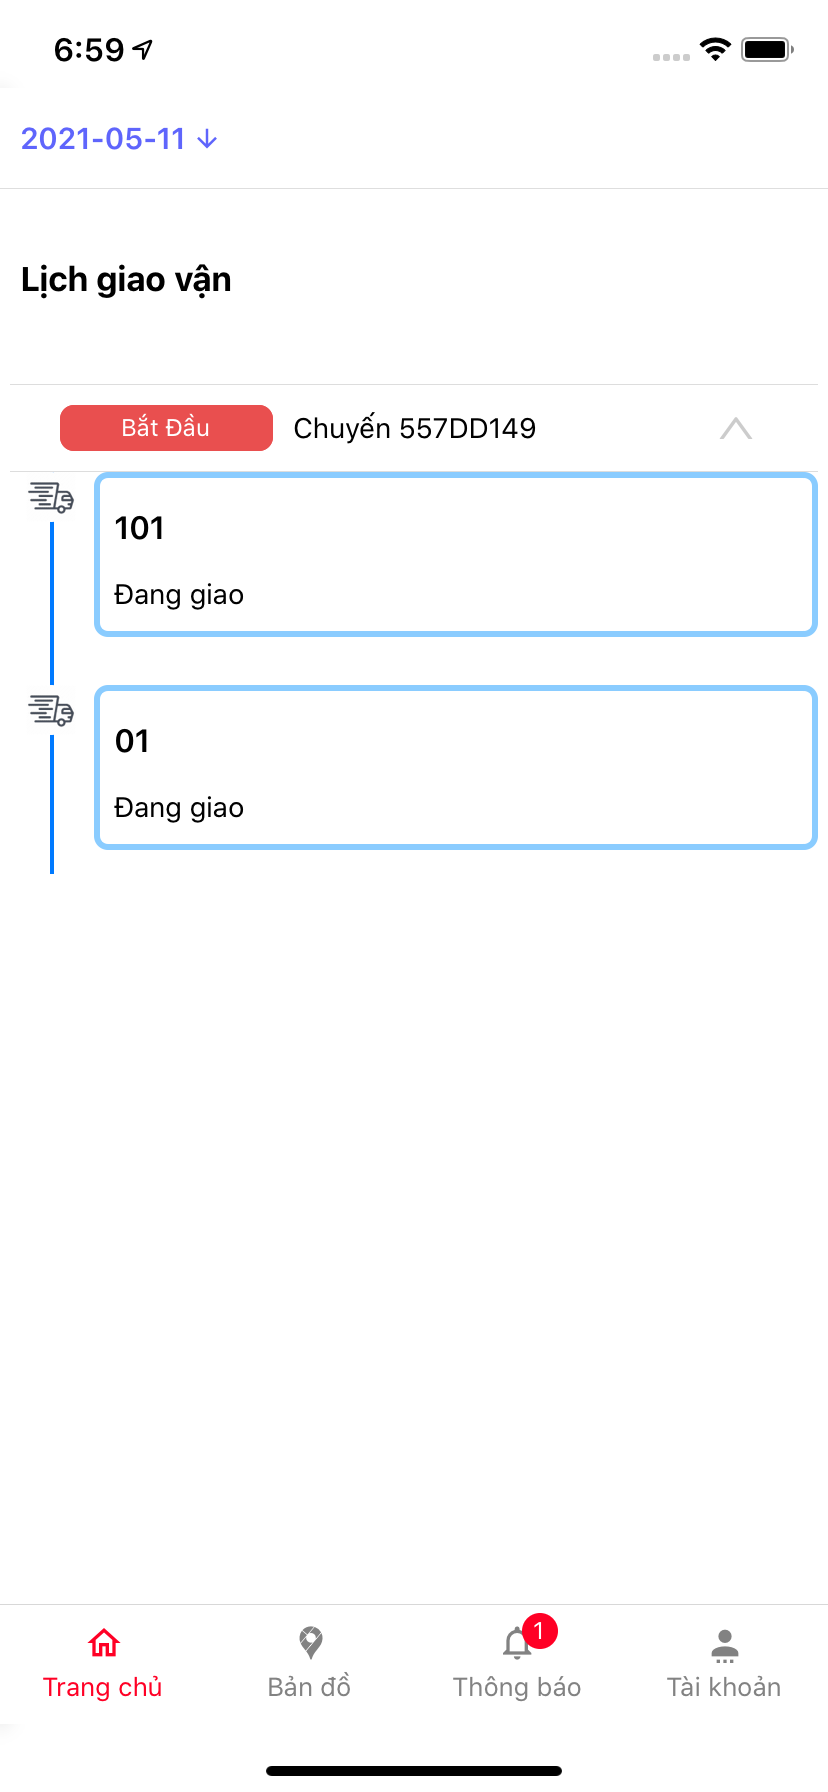 6:59
2021-05-11
Lịch giao vận
Bắt Đầu
Chuyến 557DD149
101
Đang giao
01
Đang giao
1
Trang chủ
Bản đồ
Thông báo
Tài khoản